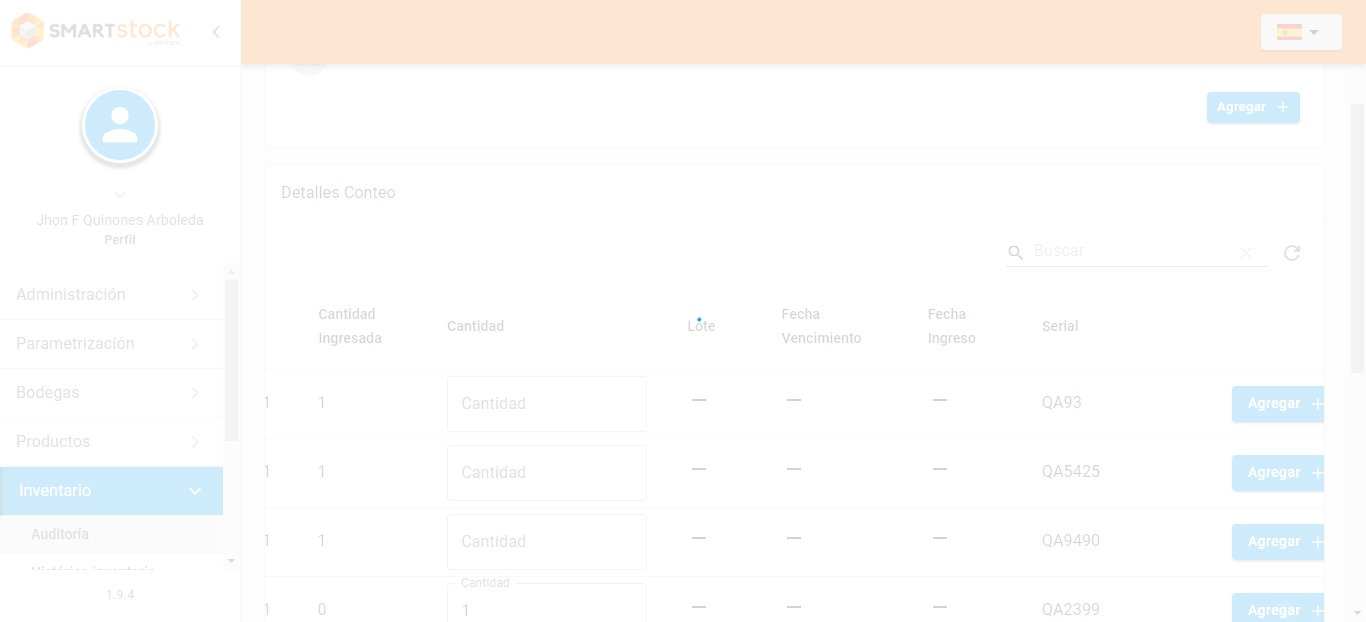 SMARTstock
Jhon F Quinones Arboleda
Perfil
Administración
Parametrización
Bodegas
Productos
Inventario
Auditoría
Histórico inventario
1.9.4
Agregar +
Detalles Conteo
Buscar
Cantidad Ingresada
Cantidad
Lote
Fecha Vencimiento
Fecha Ingreso
Serial
1 1 Cantidad — — — QA93 Agregar +
1 1 Cantidad — — — QA5425 Agregar +
1 1 Cantidad — — — QA9490 Agregar +
Cantidad
1 0 1 — — — QA2399 Agregar +